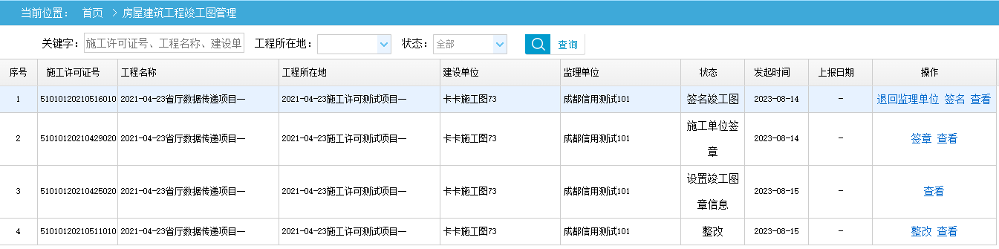 当前位置： 首页 > 房屋建筑工程竣工图管理
关键字： 施工许可证号、工程名称、建设单 工程所在地： 状态： 全部 查询
序号 施工许可证号 工程名称 工程所在地 建设单位 监理单位 状态 发起时间 上报日期 操作
1 51010120210516010 2021-04-23省厅数据传递项目一 2021-04-23施工许可测试项目一 卡卡施工图73 成都信用测试101 签名竣工图 2023-08-14 - 退回监理单位 签名 查看
2 51010120210429020 2021-04-23省厅数据传递项目一 2021-04-23施工许可测试项目一 卡卡施工图73 成都信用测试101 施工单位签 2023-08-14 - 签章 查看
章
3 51010120210425020 2021-04-23省厅数据传递项目一 2021-04-23施工许可测试项目一 卡卡施工图73 成都信用测试101 设置竣工图 2023-08-15 - 查看
章信息
4 51010120210511010 2021-04-23省厅数据传递项目一 2021-04-23施工许可测试项目一 卡卡施工图73 成都信用测试101 整改 2023-08-15 - 整改 查看